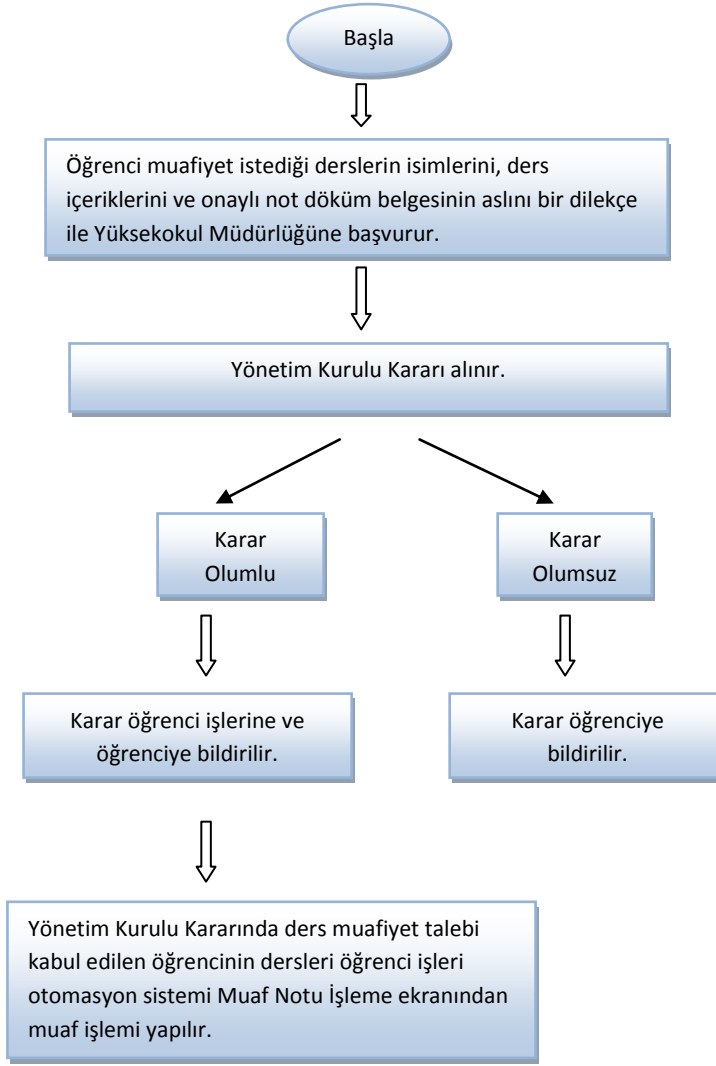 Başla
Öğrenci muafiyet istediği derslerin isimlerini, ders
içeriklerini ve onaylı not döküm belgesinin aslını bir dilekçe
ile Yüksekokul Müdürlüğüne başvurur.
Yönetim Kurulu Kararı alınır.
Karar
Olumlu
Karar
Olumsuz
Karar öğrenci işlerine ve
öğrenciye bildirilir.
Karar öğrenciye
bildirilir.
Yönetim Kurulu Kararında ders muafiyet talebi
kabul edilen öğrencinin dersleri öğrenci işleri
otomasyon sistemi Muaf Notu İşleme ekranından
muaf işlemi yapılır.